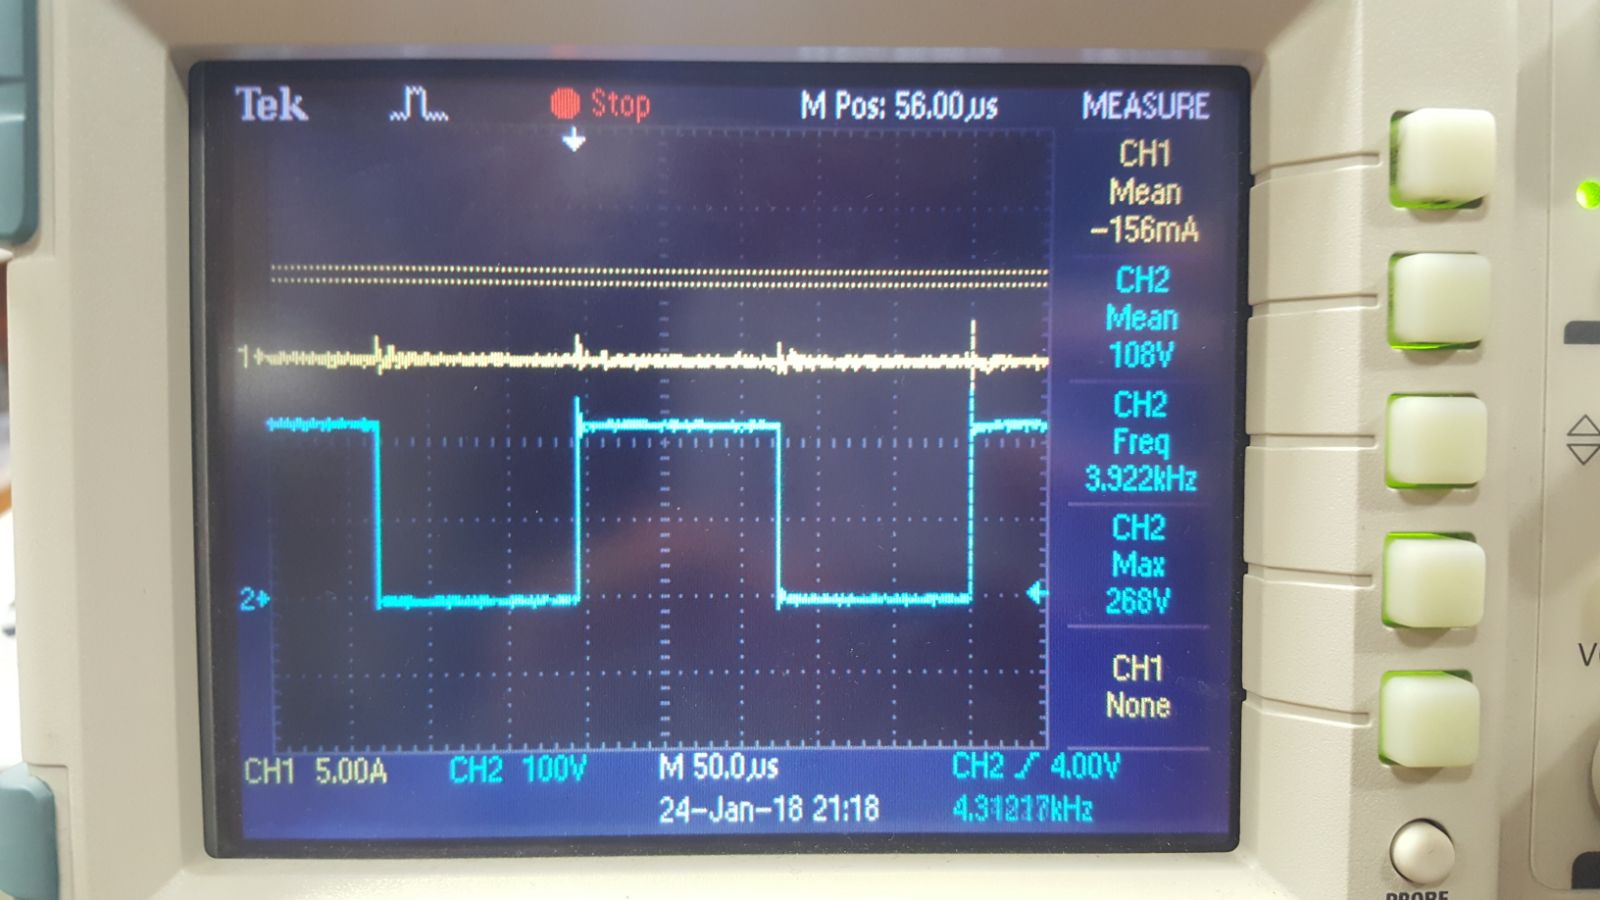 Tek Stop M Pos: 56.00µs MEASURE
CH1
Mean
-156mA
CH2
Mean
108V
CH2
Freq
3.922kHz
CH2
Max
268V
CH1
None
1
2
CH1 5.00A CH2 100V M 50.0µs CH2 4.00V
24-Jan-18 21:18
PROBE